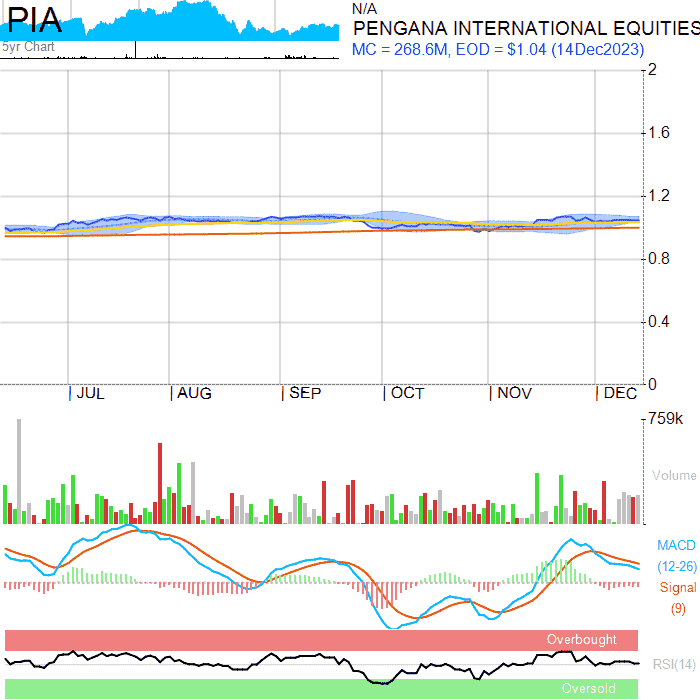 PIA
N/A
PENGANA INTERNATIONAL EQUITIES
MC = 268.6M, EOD = $1.04 (14Dec2023)
5yr Chart
2
1.6
1.2
0.8
0.4
0
JUL AUG SEP OCT NOV DEC
759k
Volume
MACD
(12-26)
Signal
(9)
Overbought
RSI(14)
Oversold